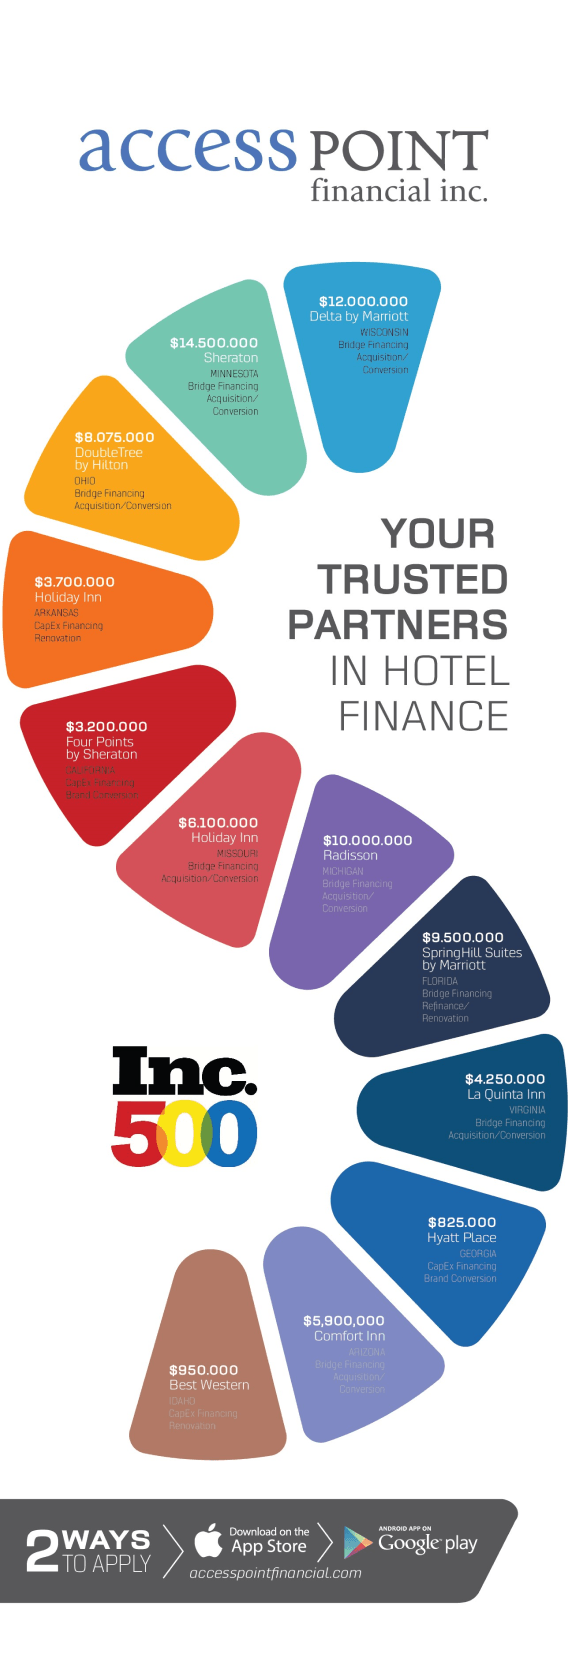 access POINT
financial inc.
$12.000.000
Delta by Marriott
WISCONSIN
Bridge Financing
Acquisition/
Conversion
$14.500.000
Sheraton
MINNESOTA
Bridge Financing
Acquisition/
Conversion
$8.075.000
DoubleTree
by Hilton
OHIO
Bridge Financing
Acquisition/Conversion
$3.700.000
Holiday Inn
ARKANSAS
CapEx Financing
Renovation
YOUR
TRUSTED
PARTNERS
IN HOTEL
FINANCE
$3.200.000
Four Points
by Sheraton
CALIFORNIA
CapEx Financing
Brand Conversion
$6.100.000
Holiday Inn
MISSOURI
Bridge Financing
Acquisition/Conversion
$10.000.000
Radisson
MICHIGAN
Bridge Financing
Acquisition/
Conversion
$9.500.000
SpringHill Suites
by Marriott
FLORIDA
Bridge Financing
Refinance/
Renovation
Inc.
500
$4.250.000
La Quinta Inn
VIRGINIA
Bridge Financing
Acquisition/Conversion
$825.000
Hyatt Place
GEORGIA
CapEx Financing
Brand Conversion
$5,900,000
Comfort Inn
ARIZONA
Bridge Financing
Acquisition/
Conversion
$950.000
Best Western
IDAHO
CapEx Financing
Renovation
2 WAYS
TO APPLY
Download on the
App Store
ANDROID APP ON
Google play
accesspointfinancial.com